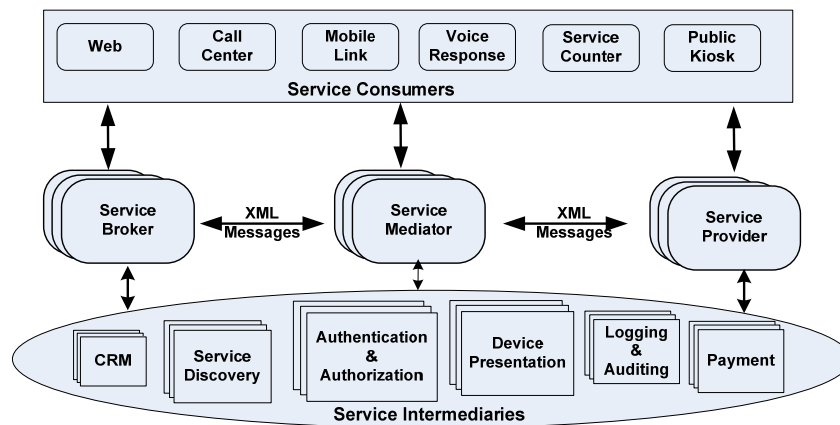 Web
Call
Center
Mobile
Link
Voice
Response
Service
Counter
Public
Kiosk
Service Consumers
Service
Broker
XML
Messages
Service
Mediator
XML
Messages
Service
Provider
CRM
Service
Discovery
Authentication
&
Authorization
Device
Presentation
Logging
&
Auditing
Payment
Service Intermediaries